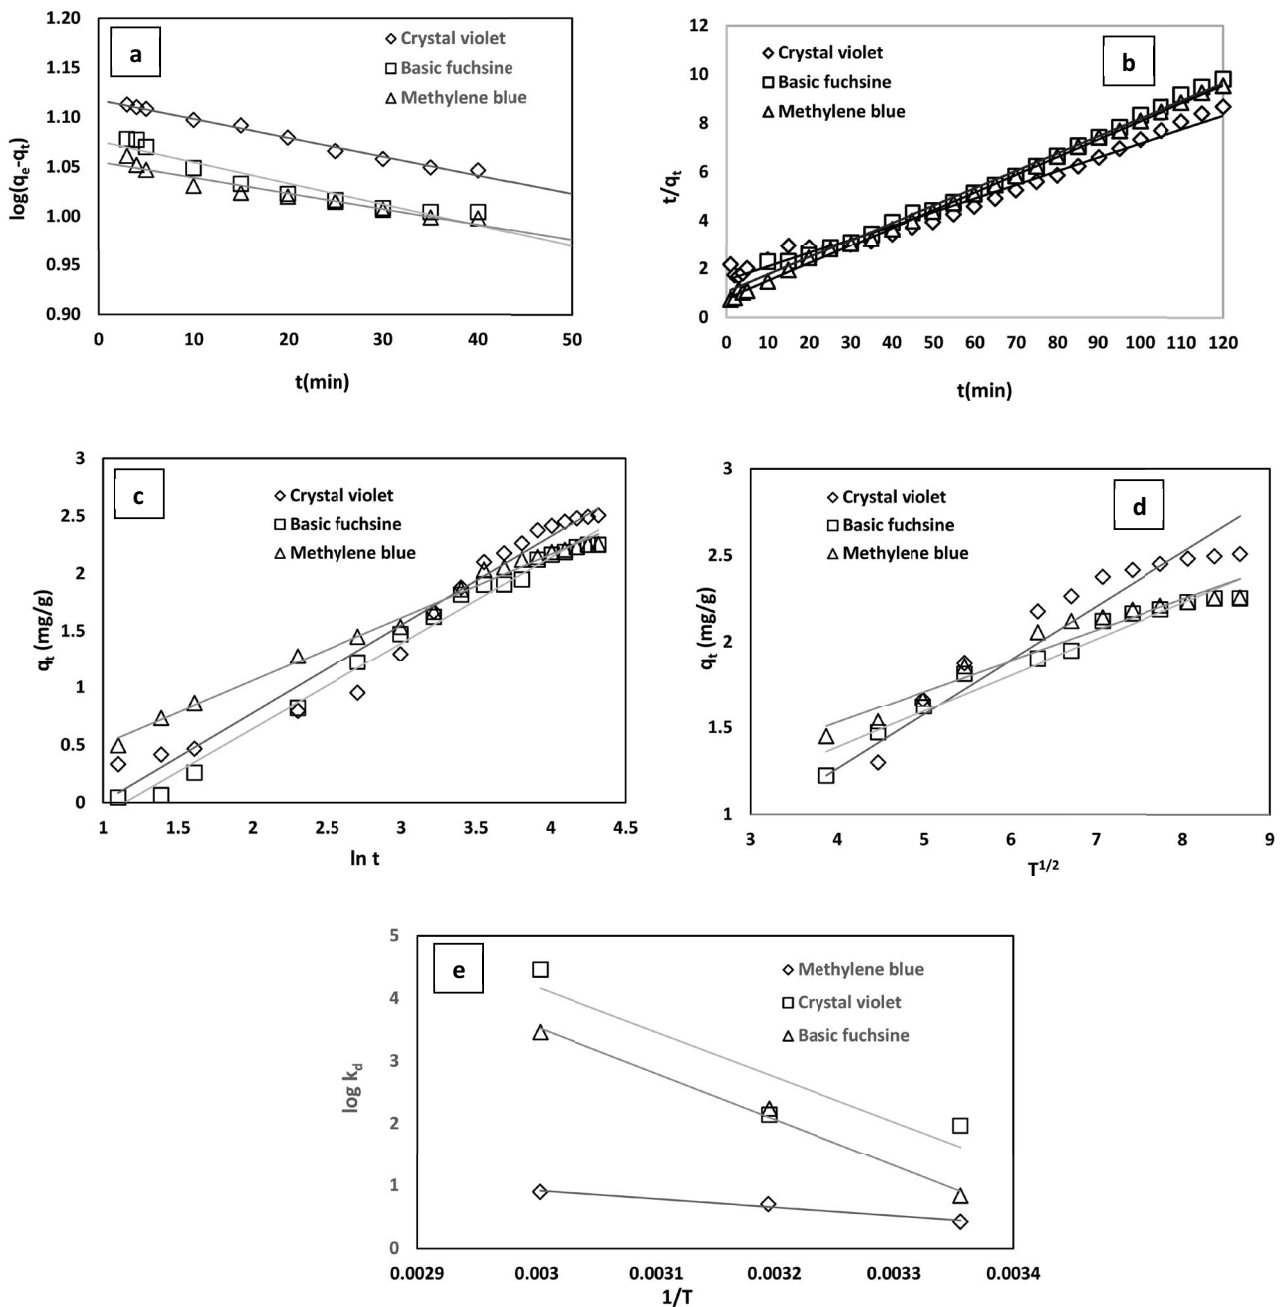 a
Crystal violet
Basic fuchsine
Methylene blue
1.20
1.15
1.10
1.05
1.00
0.95
0.90
log(qe-qt)
0 10 20 30 40 50
t(min)
b
Crystal violet
Basic fuchsine
Methylene blue
12
10
8
6
4
2
0
t/qt
0 10 20 30 40 50 60 70 80 90 100 110 120
t(min)
c
Crystal violet
Basic fuchsine
Methylene blue
3
2.5
2
1.5
1
0.5
0
qt (mg/g)
1 1.5 2 2.5 3 3.5 4 4.5
ln t
d
Crystal violet
Basic fuchsine
Methylene blue
3
2.5
2
1.5
1
qt (mg/g)
3 4 5 6 7 8 9
T1/2
e
Methylene blue
Crystal violet
Basic fuchsine
5
4
3
2
1
0
log kd
0.0029 0.003 0.0031 0.0032 0.0033 0.0034
1/T